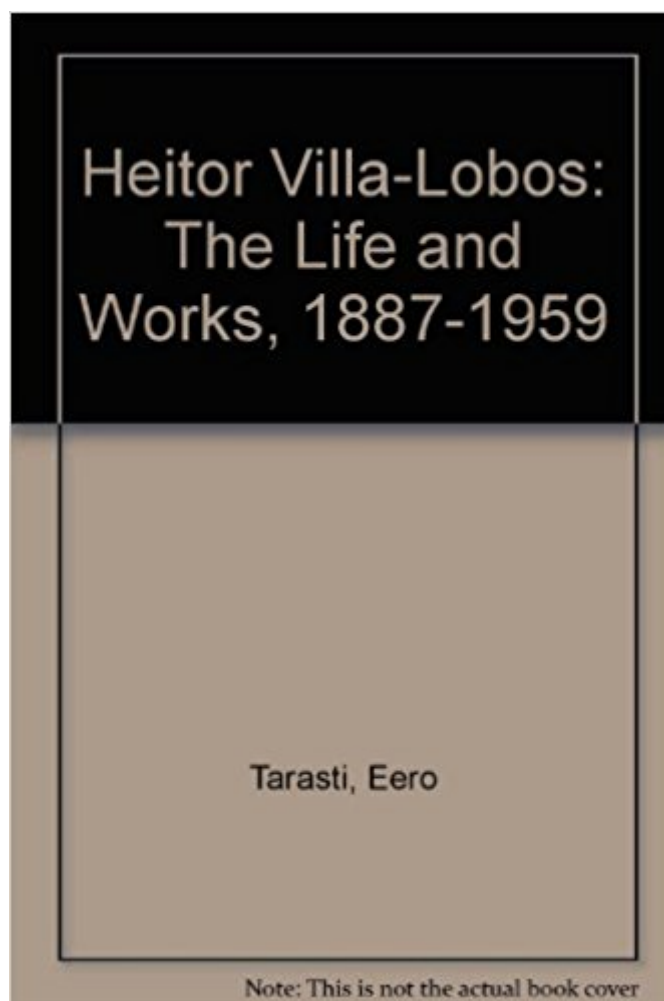 Heitor Villa-Lobos:
The Life and
Works, 1887-1959
Tarasti, Eero
Note: This is not the actual book cover